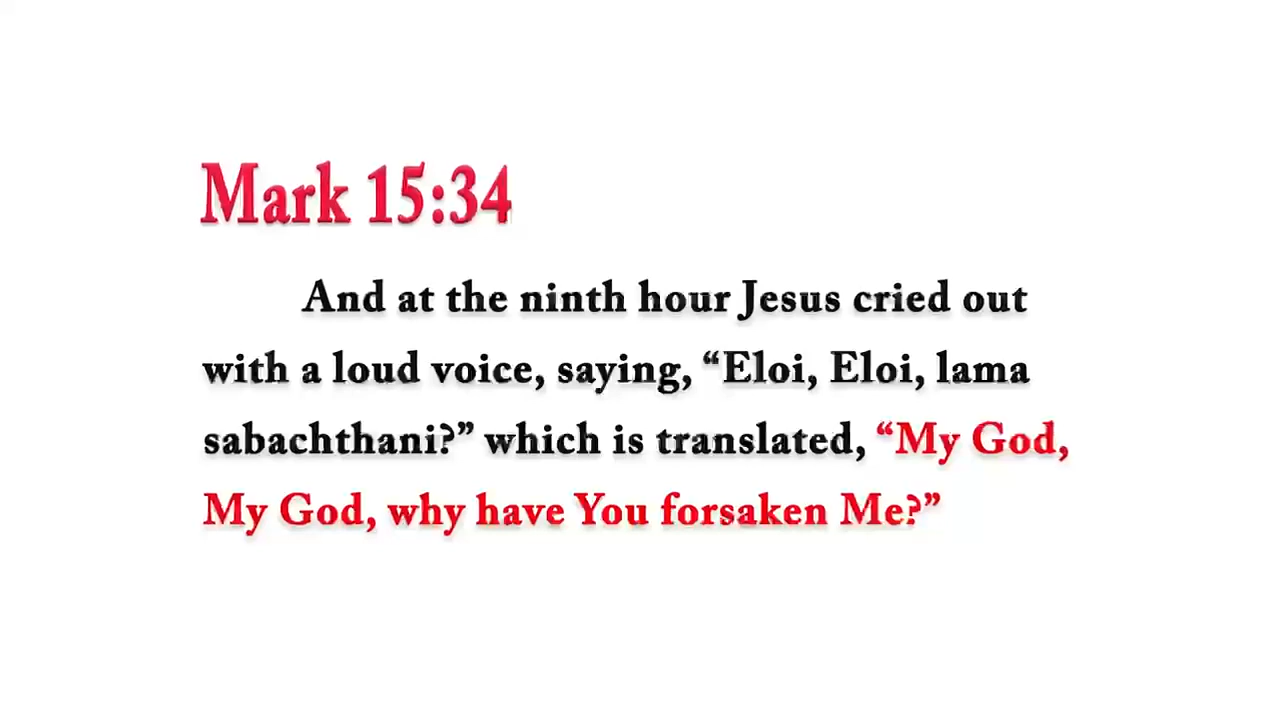 Mark 15:34
And at the ninth hour Jesus cried out
with a loud voice, saying, “Eloi, Eloi, lama
sabachthani?” which is translated, “My God,
My God, why have You forsaken Me?”